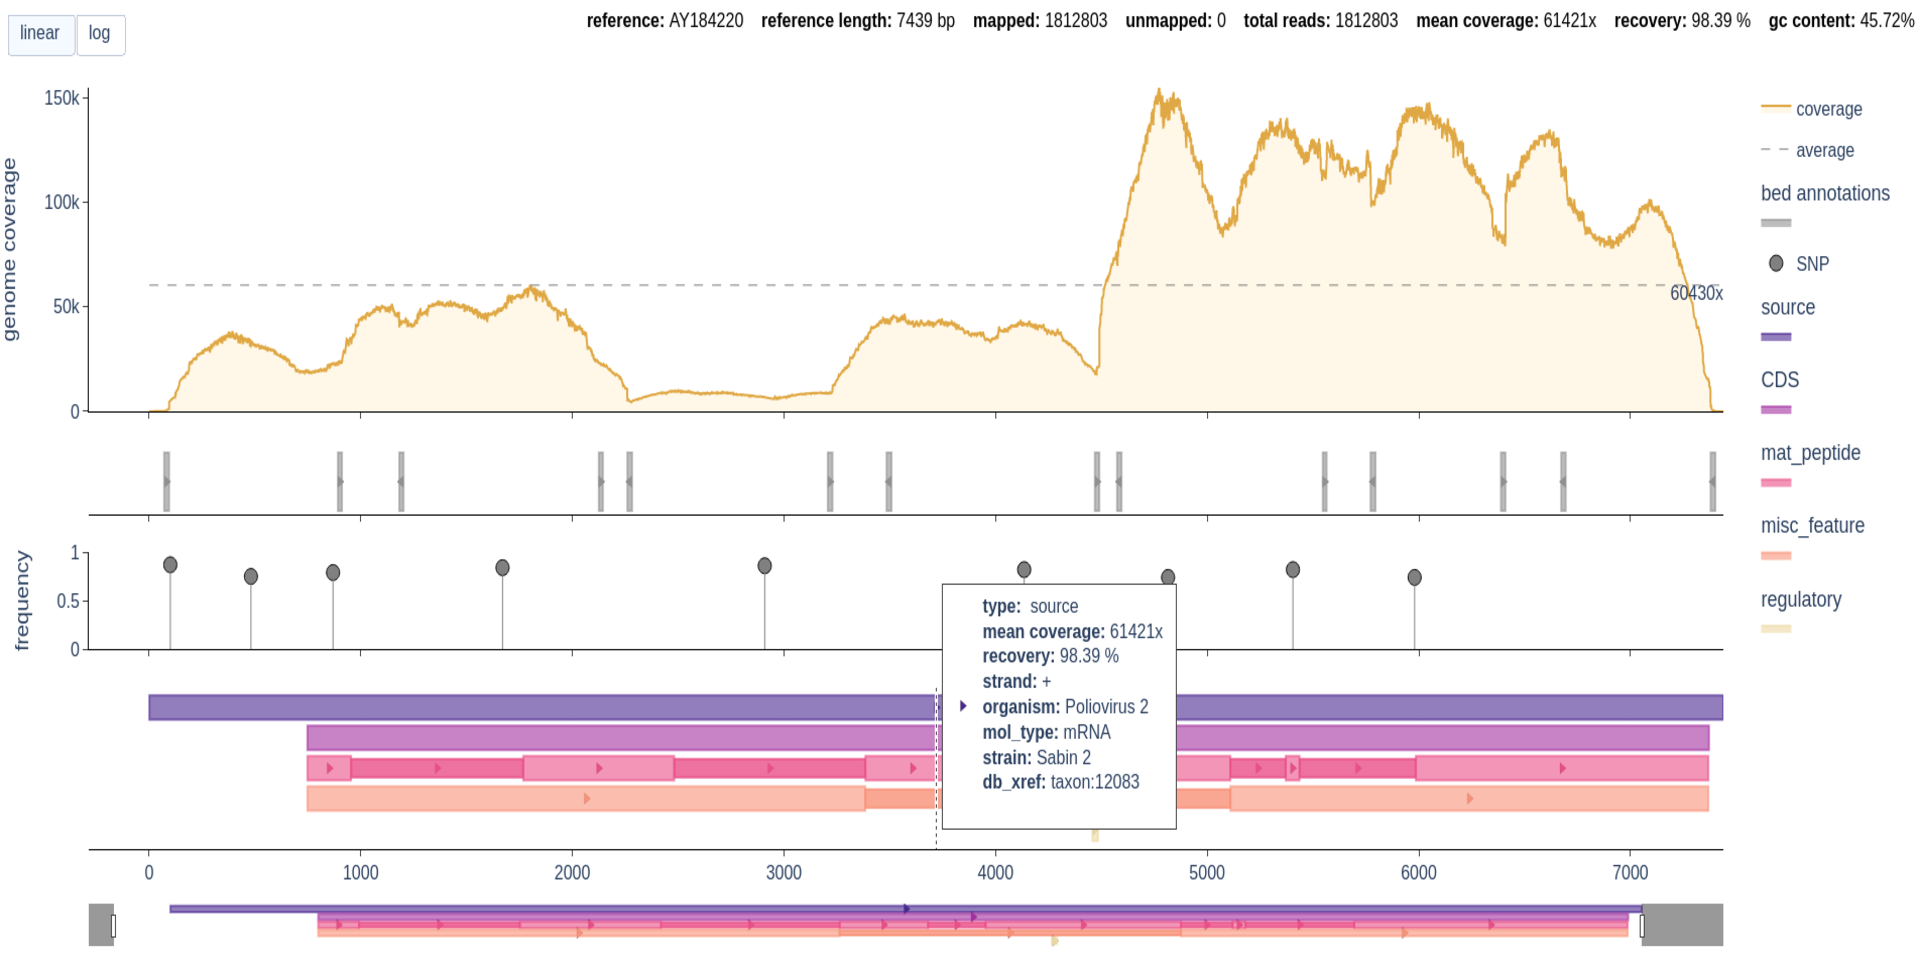 linear log
reference: AY184220 reference length: 7439 bp mapped: 1812803 unmapped: 0 total reads: 1812803 mean coverage: 61421x recovery: 98.39 % gc content: 45.72%
genome coverage
150k
100k
50k
0
60430x
coverage
average
bed annotations
SNP
source
CDS
mat_peptide
misc_feature
regulatory
frequency
1
0.5
0
type: source
mean coverage: 61421x
recovery: 98.39 %
strand: +
organism: Poliovirus 2
mol_type: mRNA
strain: Sabin 2
db_xref: taxon:12083
0 1000 2000 3000 4000 5000 6000 7000